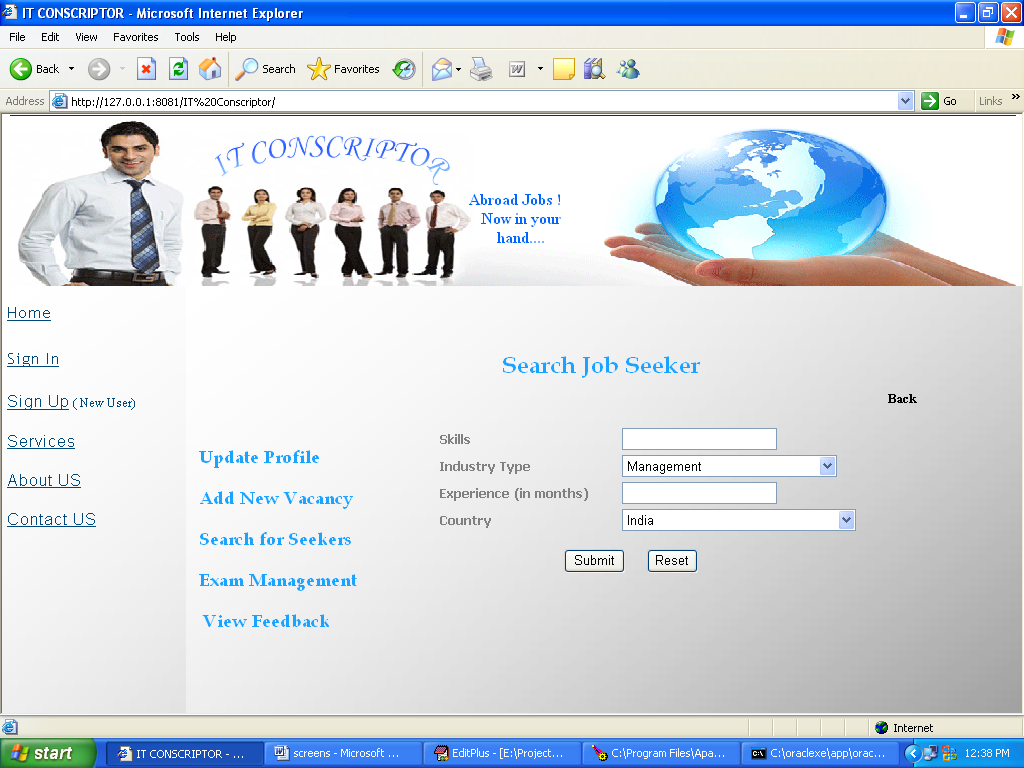 IT CONSCRIPTOR - Microsoft Internet Explorer
File Edit View Favorites Tools Help
Back Search Favorites
Address http://127.0.0.1:8081/IT%20Conscriptor/ Go Links »
IT CONSCRIPTOR
Abroad Jobs !
Now in your
hand....
Home
Sign In
Sign Up ( New User)
Services
About US
Contact US
Search Job Seeker
Back
Update Profile
Add New Vacancy
Search for Seekers
Exam Management
View Feedback
Skills
Industry Type Management
Experience (in months)
Country India
Submit Reset
Internet
start IT CONSCRIPTOR - ... screens - Microsoft ... EditPlus - [E:\Project... C:\Program Files\Apa... C:\oraclexe\app\orac... 12:38 PM